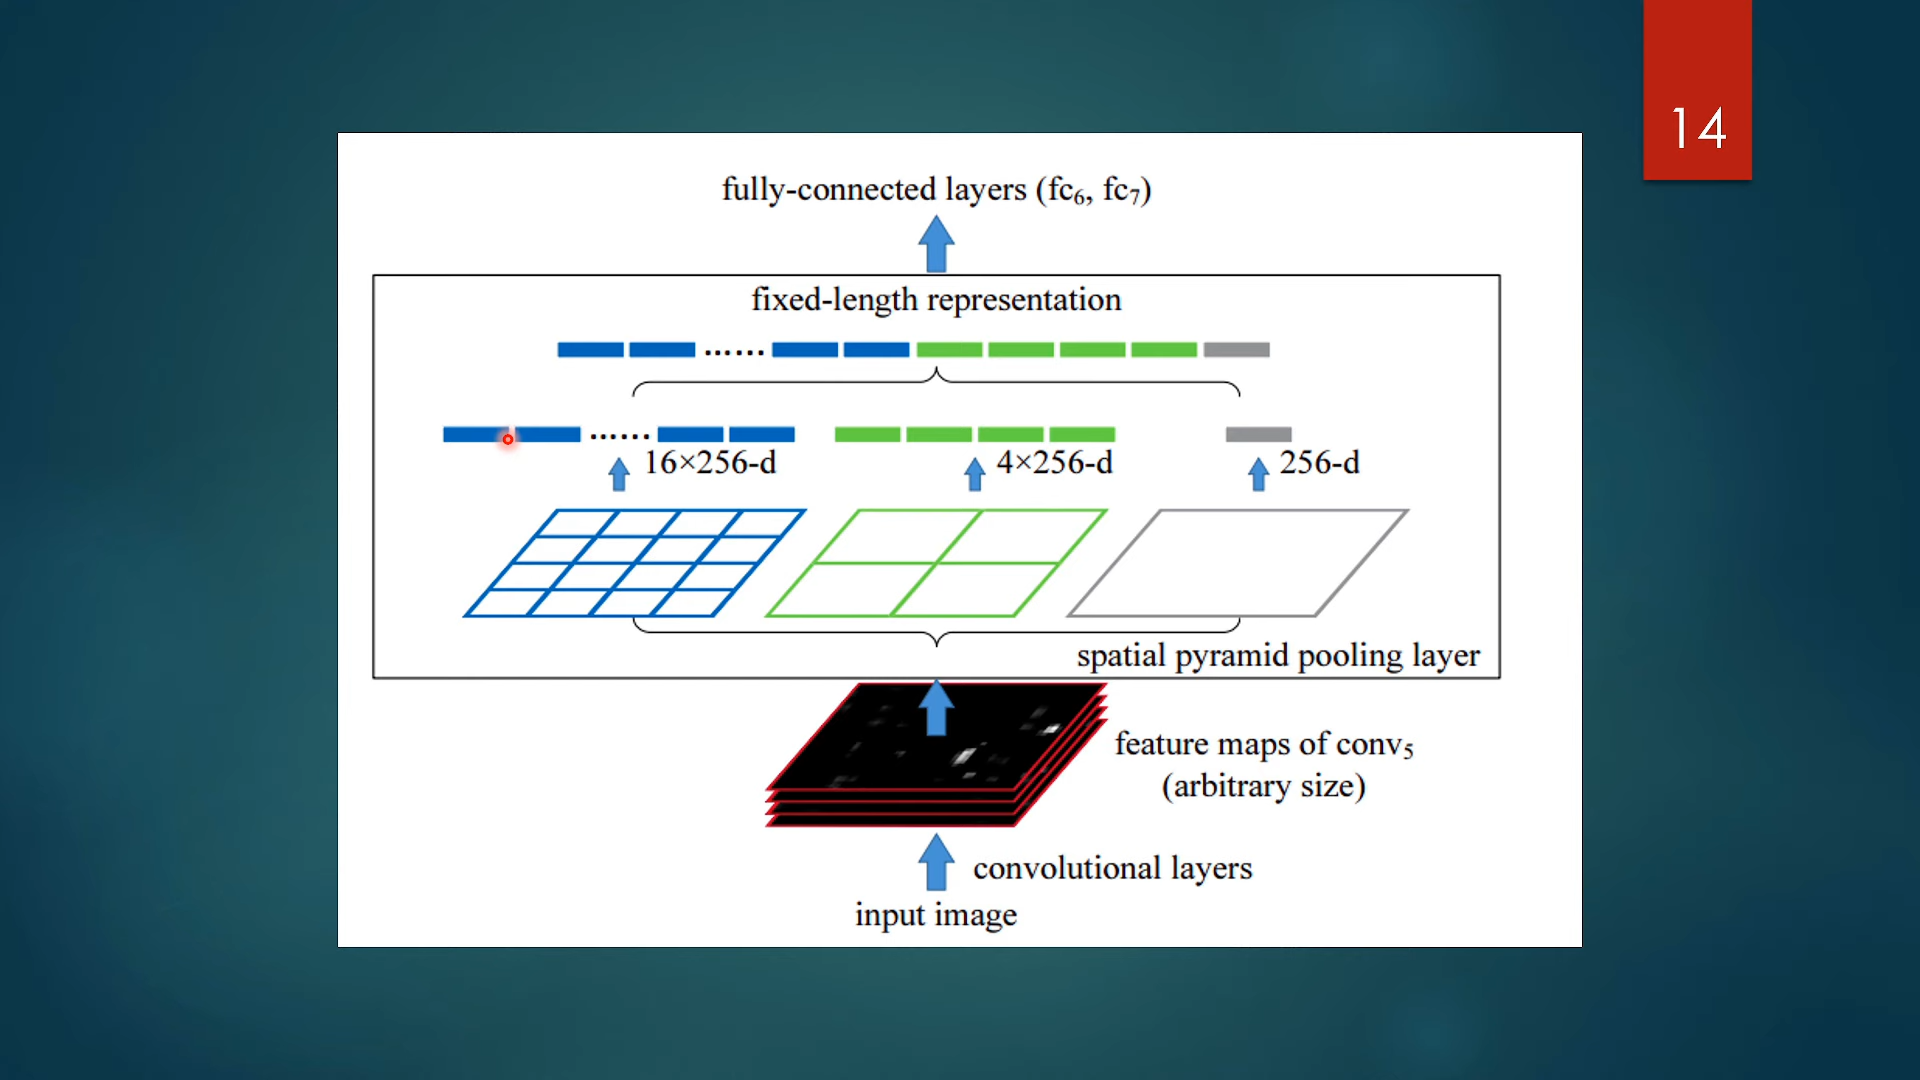 14
fully-connected layers (fc₆, fc₇)
fixed-length representation
......
......
16×256-d
4×256-d
256-d
spatial pyramid pooling layer
feature maps of conv₅
(arbitrary size)
convolutional layers
input image